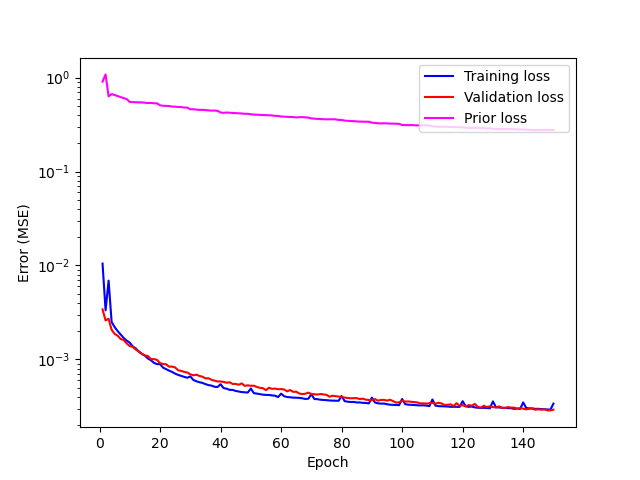 Training loss
Validation loss
Prior loss
10^0
10^-1
10^-2
10^-3
Error (MSE)
0 20 40 60 80 100 120 140
Epoch